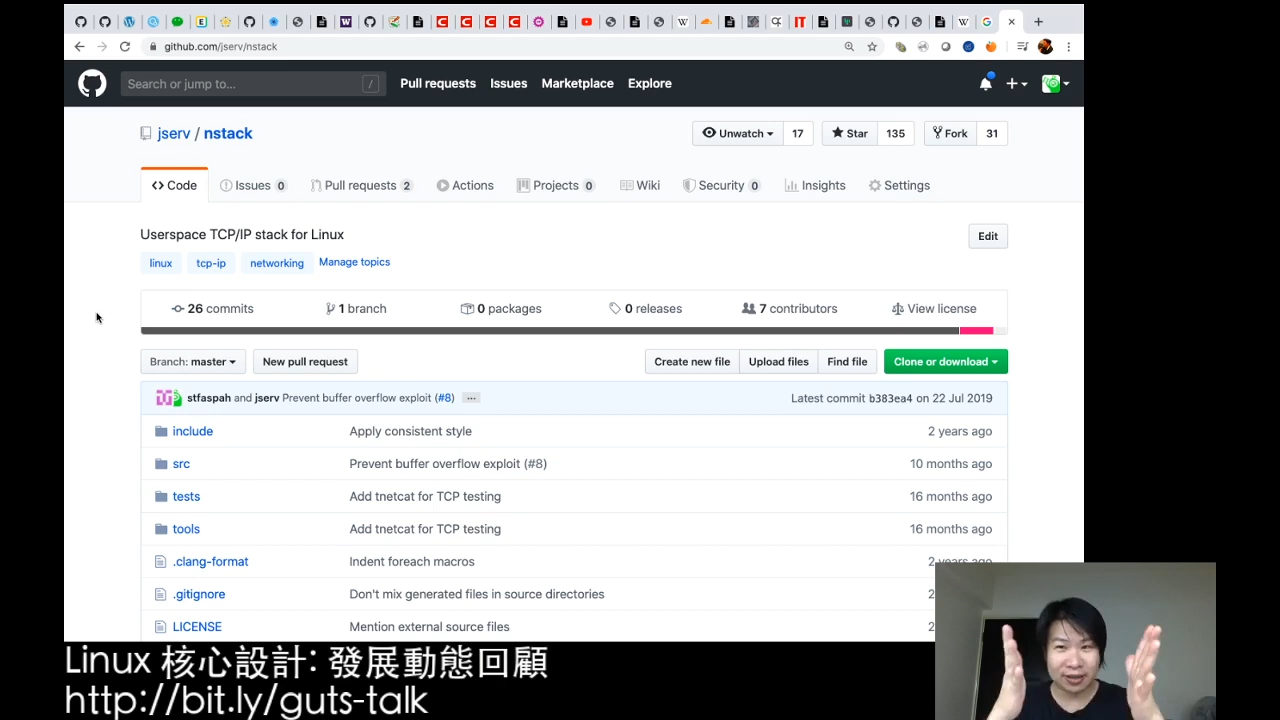 github.com/jserv/nstack
Search or jump to... /
Pull requests Issues Marketplace Explore
jserv / nstack
Unwatch 17 Star 135 Fork 31
Code Issues 0 Pull requests 2 Actions Projects 0 Wiki Security 0 Insights Settings
Userspace TCP/IP stack for Linux
Edit
linux tcp-ip networking Manage topics
26 commits 1 branch 0 packages 0 releases 7 contributors View license
Branch: master New pull request Create new file Upload files Find file Clone or download
stfaspah and jserv Prevent buffer overflow exploit (#8) ... Latest commit b383ea4 on 22 Jul 2019
include Apply consistent style 2 years ago
src Prevent buffer overflow exploit (#8) 10 months ago
tests Add tnetcat for TCP testing 16 months ago
tools Add tnetcat for TCP testing 16 months ago
.clang-format Indent foreach macros 2 years ago
.gitignore Don't mix generated files in source directories 2
LICENSE Mention external source files 2
Linux 核心設計: 發展動態回顧
http://bit.ly/guts-talk